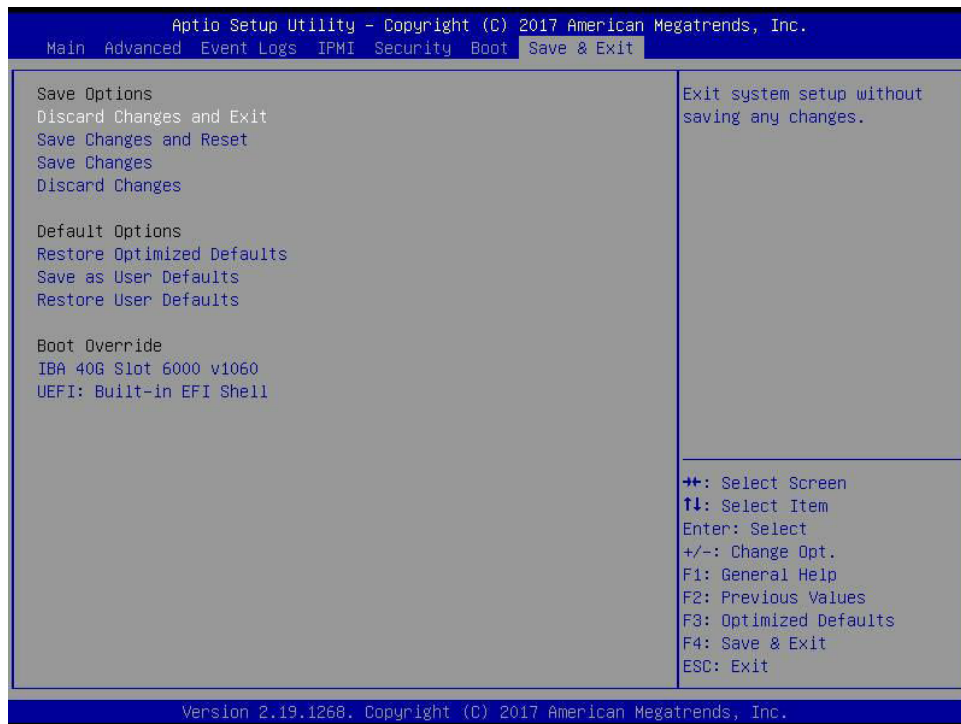 Aptio Setup Utility – Copyright (C) 2017 American Megatrends, Inc.
Main Advanced Event Logs IPMI Security Boot Save & Exit
Save Options
Discard Changes and Exit
Save Changes and Reset
Save Changes
Discard Changes
Default Options
Restore Optimized Defaults
Save as User Defaults
Restore User Defaults
Boot Override
IBA 40G Slot 6000 v1060
UEFI: Built-in EFI Shell
Exit system setup without
saving any changes.
→←: Select Screen
↑↓: Select Item
Enter: Select
+/-: Change Opt.
F1: General Help
F2: Previous Values
F3: Optimized Defaults
F4: Save & Exit
ESC: Exit
Version 2.19.1268. Copyright (C) 2017 American Megatrends, Inc.